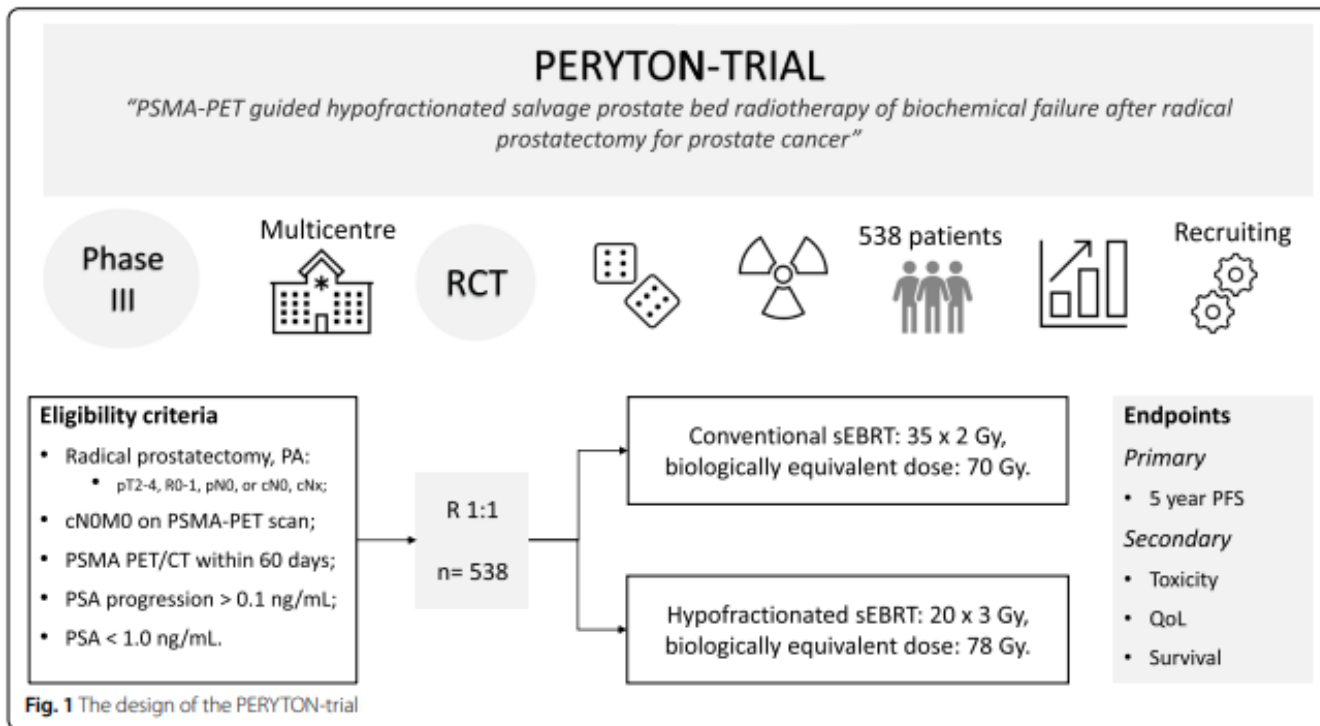 PERYTON-TRIAL
“PSMA-PET guided hypofractionated salvage prostate bed radiotherapy of biochemical failure after radical
prostatectomy for prostate cancer”
Phase
III
Multicentre
RCT
538 patients
Recruiting
Eligibility criteria
• Radical prostatectomy, PA:
• pT2-4, R0-1, pN0, or cN0, cNx;
• cN0M0 on PSMA-PET scan;
• PSMA PET/CT within 60 days;
• PSA progression > 0.1 ng/mL;
• PSA < 1.0 ng/mL.
R 1:1
n= 538
Conventional sEBRT: 35 x 2 Gy,
biologically equivalent dose: 70 Gy.
Hypofractionated sEBRT: 20 x 3 Gy,
biologically equivalent dose: 78 Gy.
Endpoints
Primary
• 5 year PFS
Secondary
• Toxicity
• QoL
• Survival
Fig. 1 The design of the PERYTON-trial